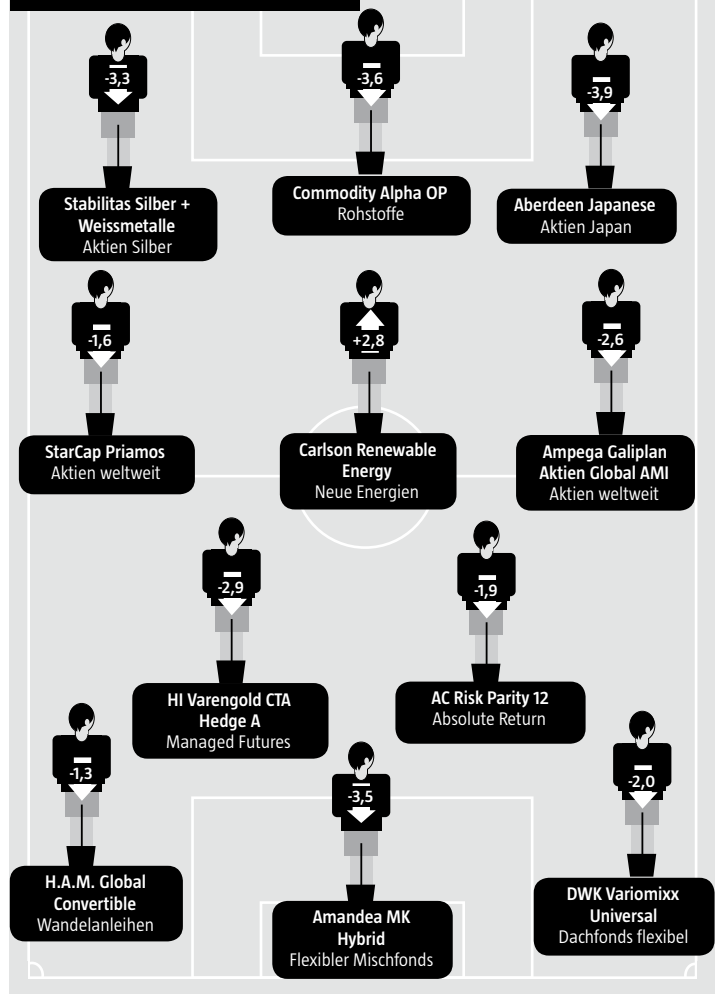 -3,3
Stabilitas Silber +
Weissmetalle
Aktien Silber
-3,6
Commodity Alpha OP
Rohstoffe
-3,9
Aberdeen Japanese
Aktien Japan
-1,6
StarCap Priamos
Aktien weltweit
+2,8
Carlson Renewable
Energy
Neue Energien
-2,6
Ampega Galiplan
Aktien Global AMI
Aktien weltweit
-2,9
HI Varengold CTA
Hedge A
Managed Futures
-1,9
AC Risk Parity 12
Absolute Return
-1,3
H.A.M. Global
Convertible
Wandelanleihen
-3,5
Amandea MK
Hybrid
Flexibler Mischfonds
-2,0
DWK Variomixx
Universal
Dachfonds flexibel